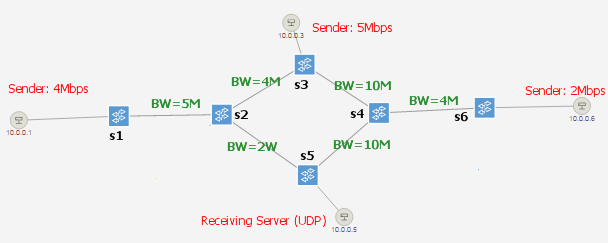 10.0.0.3
Sender: 5Mbps
Sender: 4Mbps
BW=4M
BW=10M
Sender: 2Mbps
s3
BW=5M
BW=4M
s2
s4
s6
10.0.0.1
10.0.0.6
s1
BW=2W
s5
BW=10M
Receiving Server (UDP)
10.0.0.5